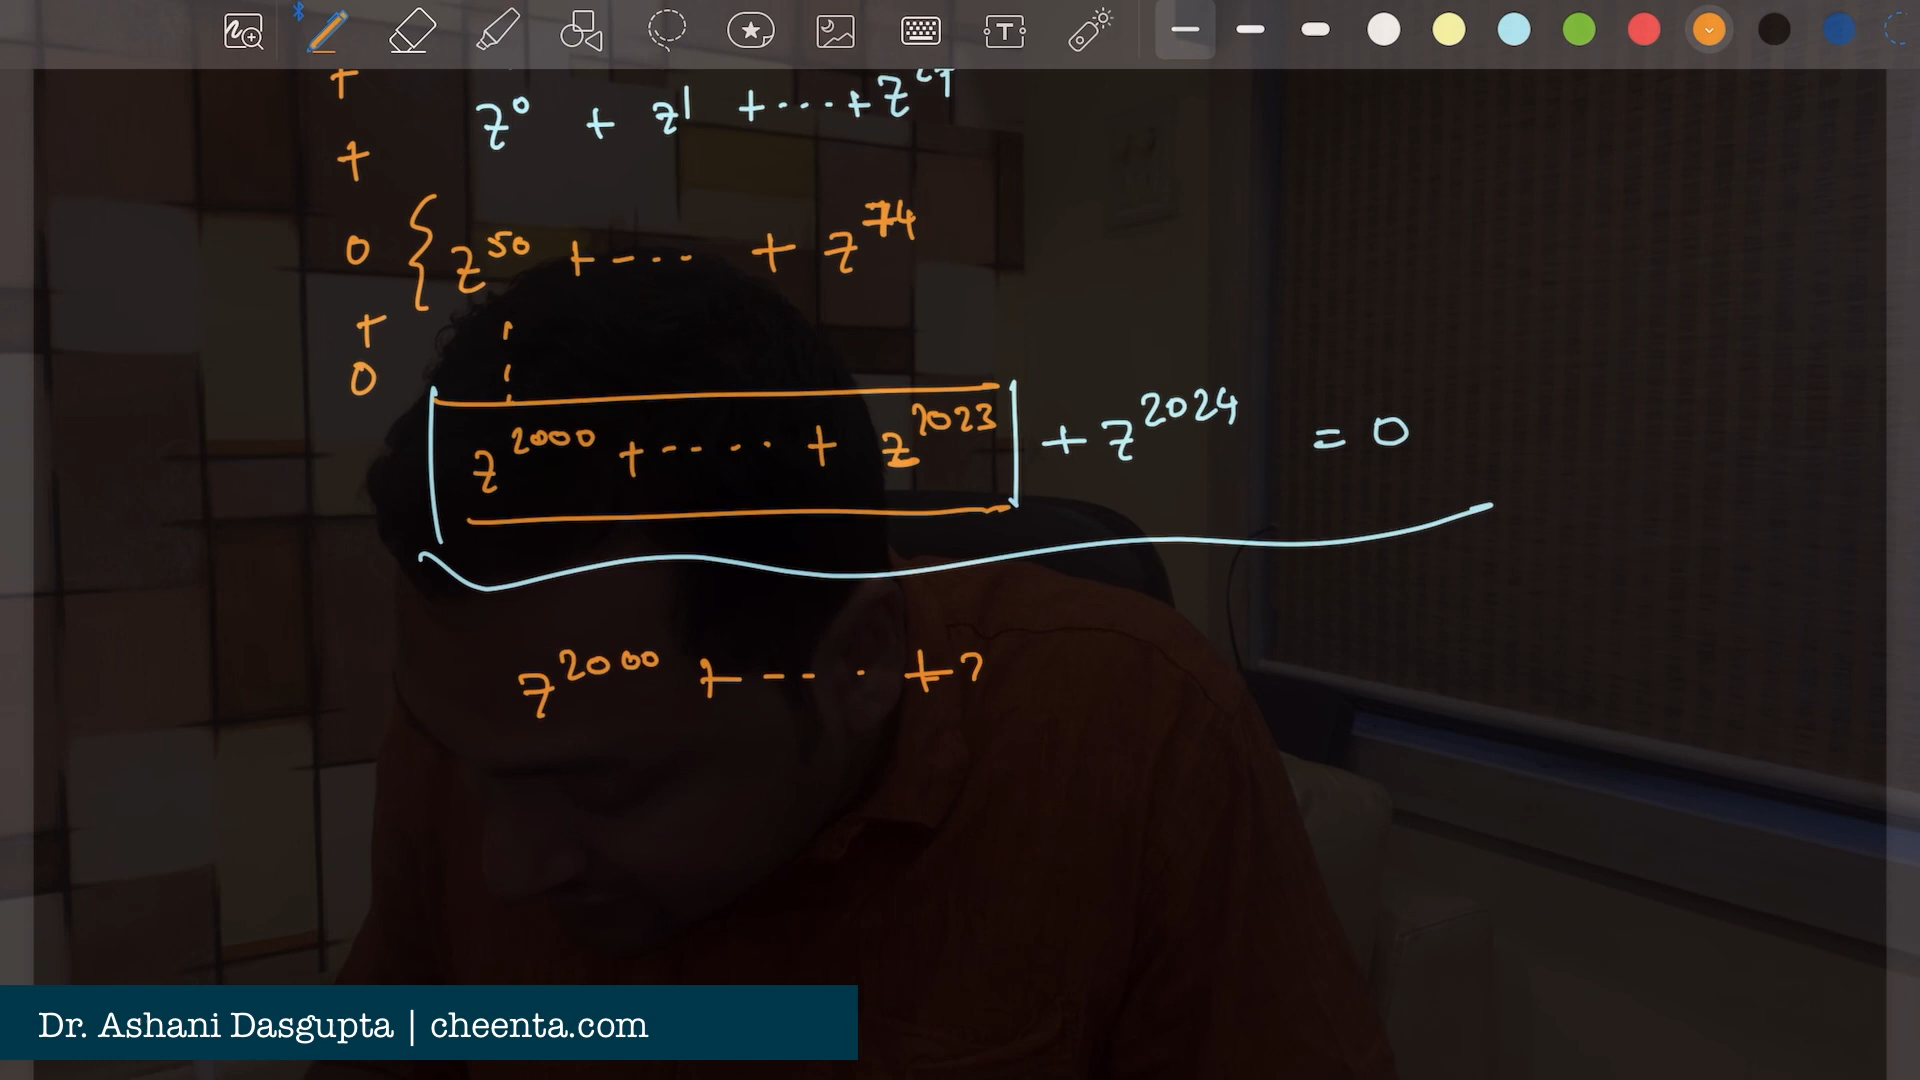 +
z⁰ + z¹ + ··· + z
+
0 { z⁵⁰ + --- + z⁷⁴
+
0
z²⁰⁰⁰ + ---·· + z²⁰²³ + z²⁰²⁴ = 0
z²⁰⁰⁰ + --· +
T
Dr. Ashani Dasgupta | cheenta.com